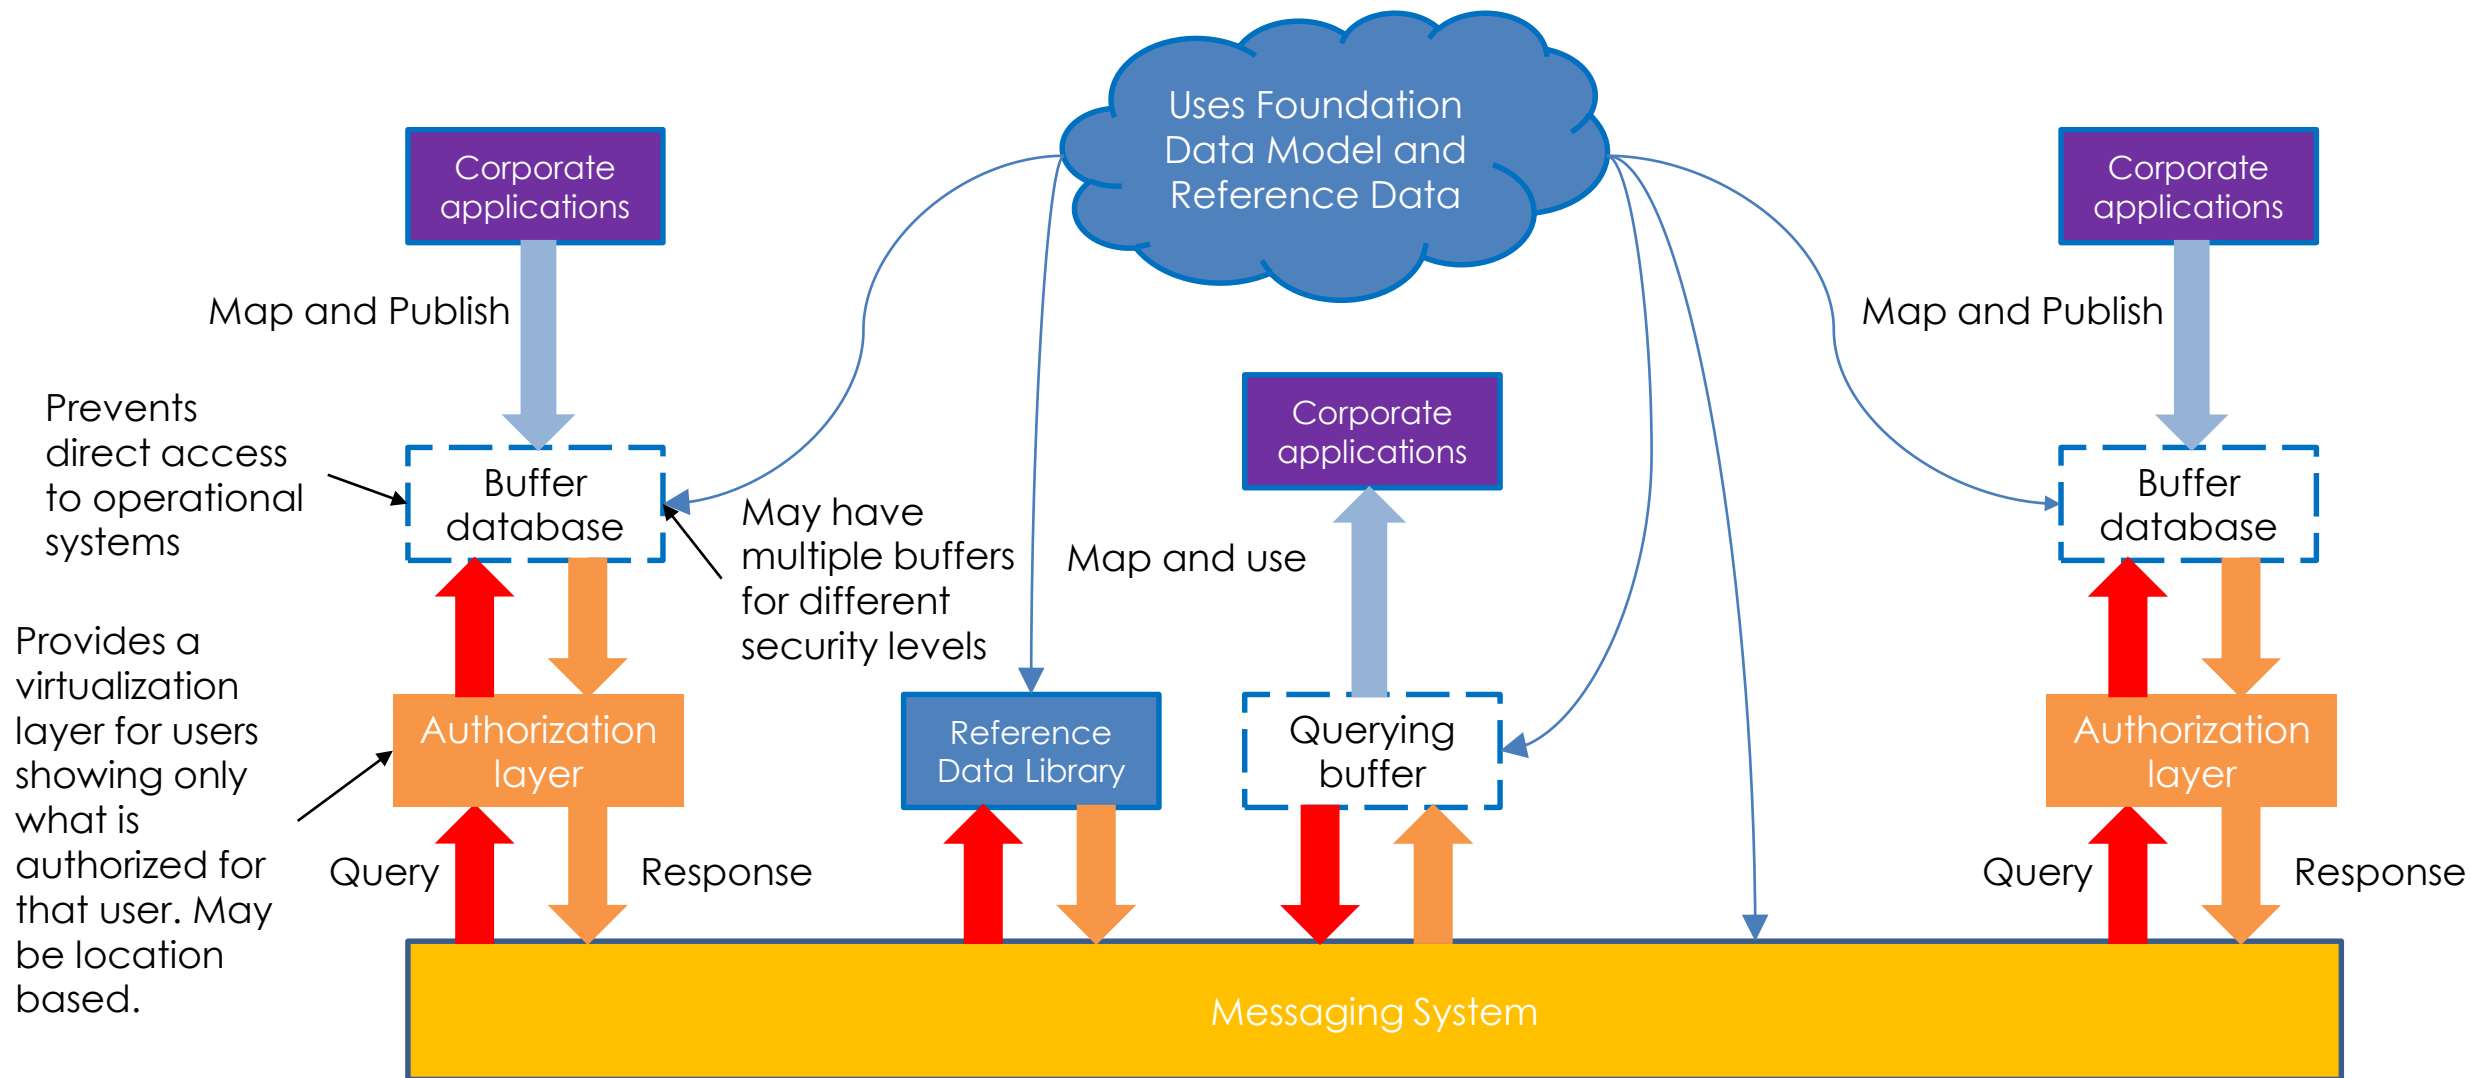 Uses Foundation
Data Model and
Reference Data
Corporate
applications
Corporate
applications
Map and Publish
Map and Publish
Prevents
direct access
to operational
systems
Buffer
database
May have
multiple buffers
for different
security levels
Map and use
Corporate
applications
Buffer
database
Provides a
virtualization
layer for users
showing only
what is
authorized for
that user. May
be location
based.
Authorization
layer
Reference
Data Library
Querying
buffer
Authorization
layer
Query
Response
Query
Response
Messaging System